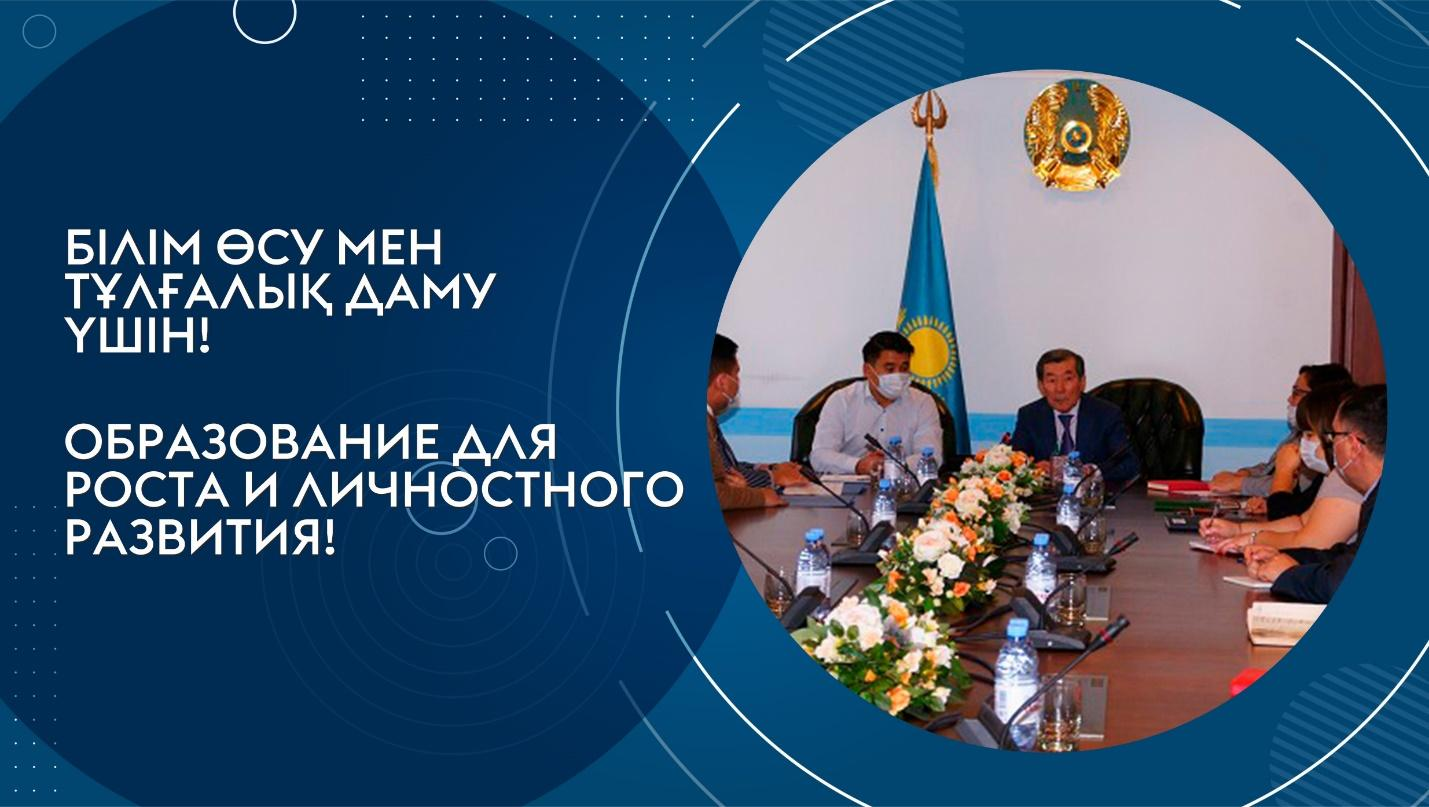 БІЛІМ ӨСУ МЕН
ТҰЛҒАЛЫҚ ДАМУ
ҮШІН!
ОБРАЗОВАНИЕ ДЛЯ
РОСТА И ЛИЧНОСТНОГО
РАЗВИТИЯ!